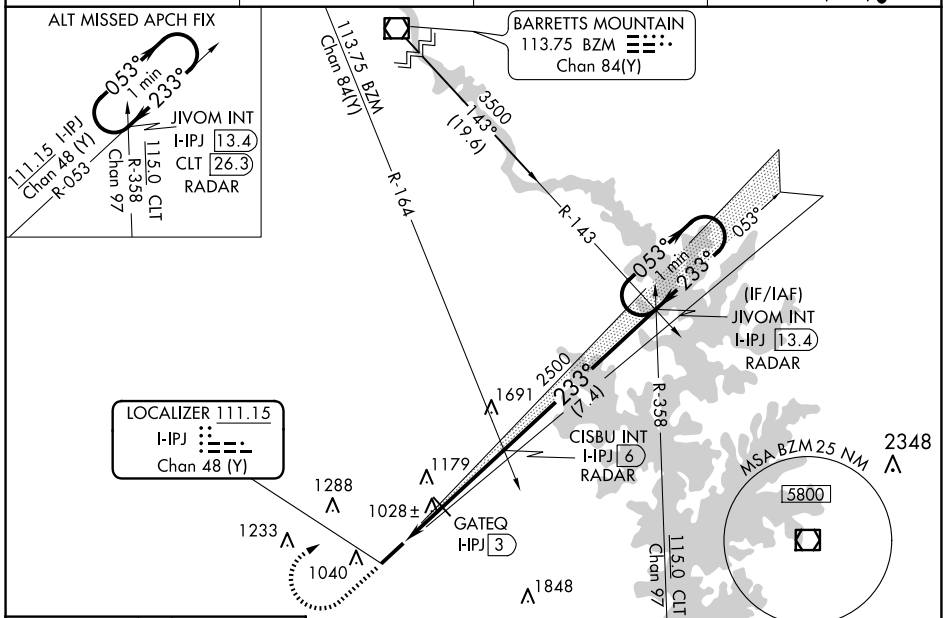 ALT MISSED APCH FIX
053°
1 min
233°
JIVOM INT
I-IPJ 13.4
CLT 26.3
RADAR
111.15 I-IPJ
Chan 48 (Y)
R-053
R-358
115.0 CLT
Chan 97
113.75 BZM
Chan 84(Y)
R-164
BARRETTS MOUNTAIN
113.75 BZM
Chan 84(Y)
3500
143°
(19.6)
R-143
053°
1 min
233°
053°
(IF/IAF)
JIVOM INT
I-IPJ 13.4
RADAR
2500
233°
(7.4)
R-358
115.0 CLT
Chan 97
1691
CISBU INT
I-IPJ 6
RADAR
LOCALIZER 111.15
I-IPJ
Chan 48 (Y)
1179
1288
1028±
GATEQ
I-IPJ 3
1233
1040
1848
MSA BZM 25 NM
5800
2348